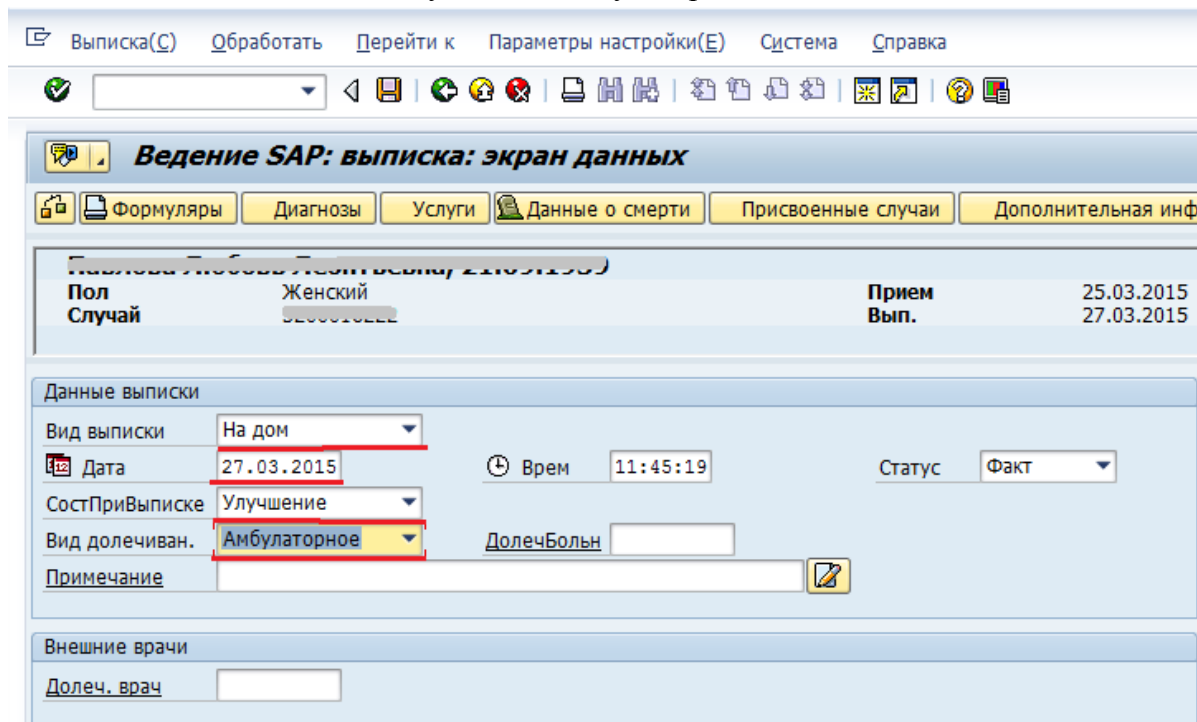 Выписка(С) Обработать Перейти к Параметры настройки(Е) Система Справка
Ведение SAP: выписка: экран данных
Формуляры Диагнозы Услуги Данные о смерти Присвоенные случаи Дополнительная инф
Пол Женский Прием 25.03.2015
Случай Вып. 27.03.2015
Данные выписки
Вид выписки На дом
Дата 27.03.2015 Врем 11:45:19 Статус Факт
СостПриВыписке Улучшение
Вид долечиван. Амбулаторное ДолечБольн
Примечание
Внешние врачи
Долеч. врач